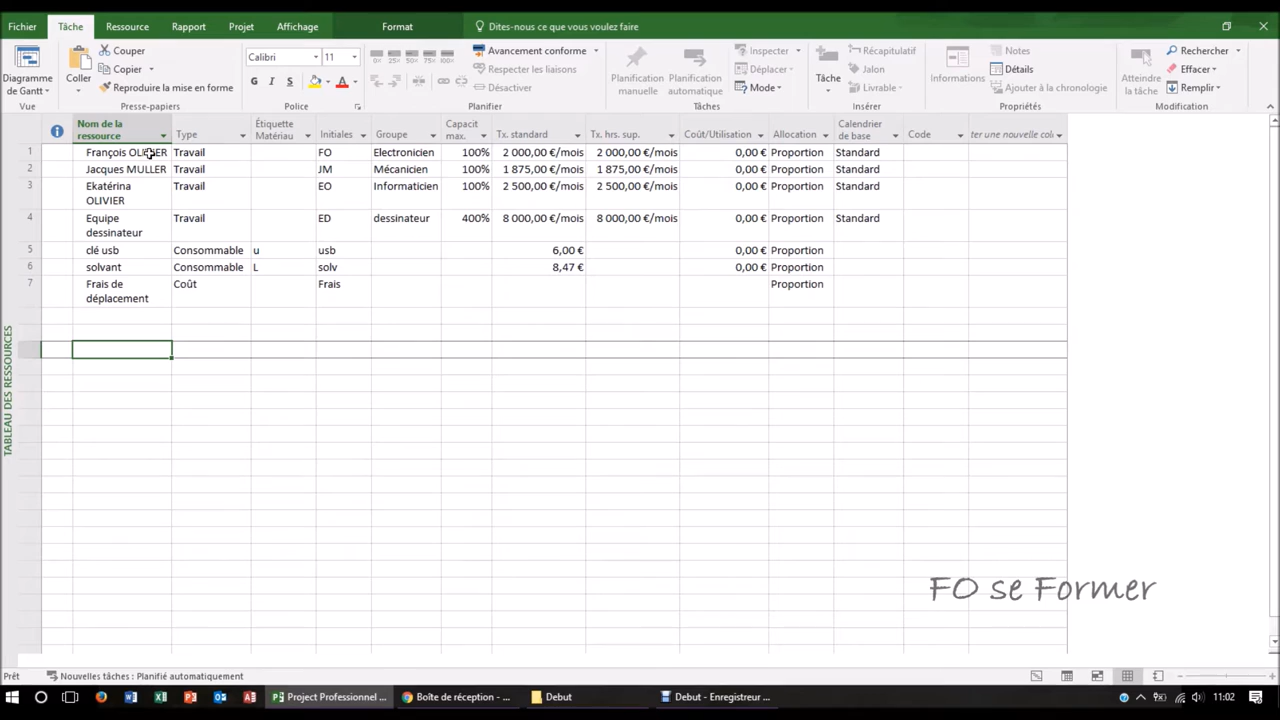 Fichier Tâche Ressource Rapport Projet Affichage Format Dites-nous ce que vous voulez faire
Diagramme de Gantt
Vue
Coller
Couper
Copier
Reproduire la mise en forme
Presse-papiers
Calibri 11
G I S
Police
Avancement conforme
Respecter les liaisons
Désactiver
Planifier
Planification manuelle
Planification automatique
Inspecter
Déplacer
Mode
Tâches
Tâche
Récapitulatif
Jalon
Livrable
Insérer
Informations
Notes
Détails
Ajouter à la chronologie
Propriétés
Atteindre la tâche
Rechercher
Effacer
Remplir
Modification
Nom de la ressource Type Étiquette Matériau Initiales Groupe Capacit max. Tx. standard Tx. hrs. sup. Coût/Utilisation Allocation Calendrier de base Code ter une nouvelle colo
1 François OLIVIER Travail FO Electronicien 100% 2 000,00 €/mois 2 000,00 €/mois 0,00 € Proportion Standard
2 Jacques MULLER Travail JM Mécanicien 100% 1 875,00 €/mois 1 875,00 €/mois 0,00 € Proportion Standard
3 Ekatérina OLIVIER Travail EO Informaticien 100% 2 500,00 €/mois 2 500,00 €/mois 0,00 € Proportion Standard
4 Equipe dessinateur Travail ED dessinateur 400% 8 000,00 €/mois 8 000,00 €/mois 0,00 € Proportion Standard
5 clé usb Consommable u usb 6,00 € 0,00 € Proportion
6 solvant Consommable L solv 8,47 € 0,00 € Proportion
7 Frais de déplacement Coût Frais Proportion
TABLEAU DES RESSOURCES
FO se Former
Prêt Nouvelles tâches : Planifié automatiquement
Project Professionnel ... Boîte de réception - ... Debut Debut - Enregistreur ... 11:02